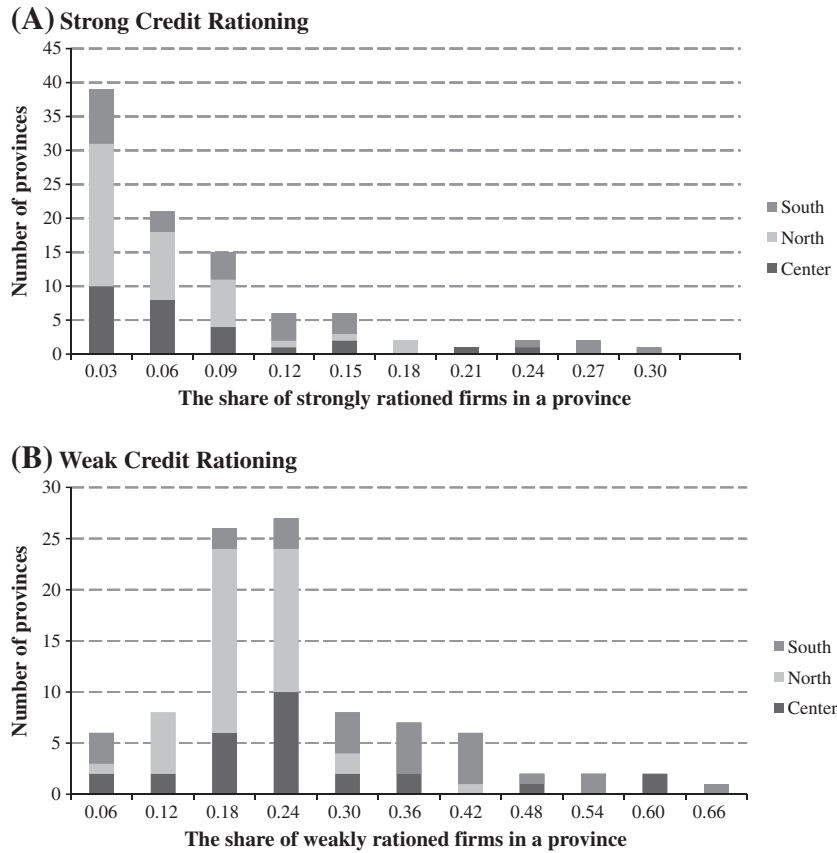 (A) Strong Credit Rationing
45
40
35
30
25
20
15
10
5
0
Number of provinces
0.03 0.06 0.09 0.12 0.15 0.18 0.21 0.24 0.27 0.30
The share of strongly rationed firms in a province
South
North
Center
(B) Weak Credit Rationing
30
25
20
15
10
5
0
Number of provinces
0.06 0.12 0.18 0.24 0.30 0.36 0.42 0.48 0.54 0.60 0.66
The share of weakly rationed firms in a province
South
North
Center